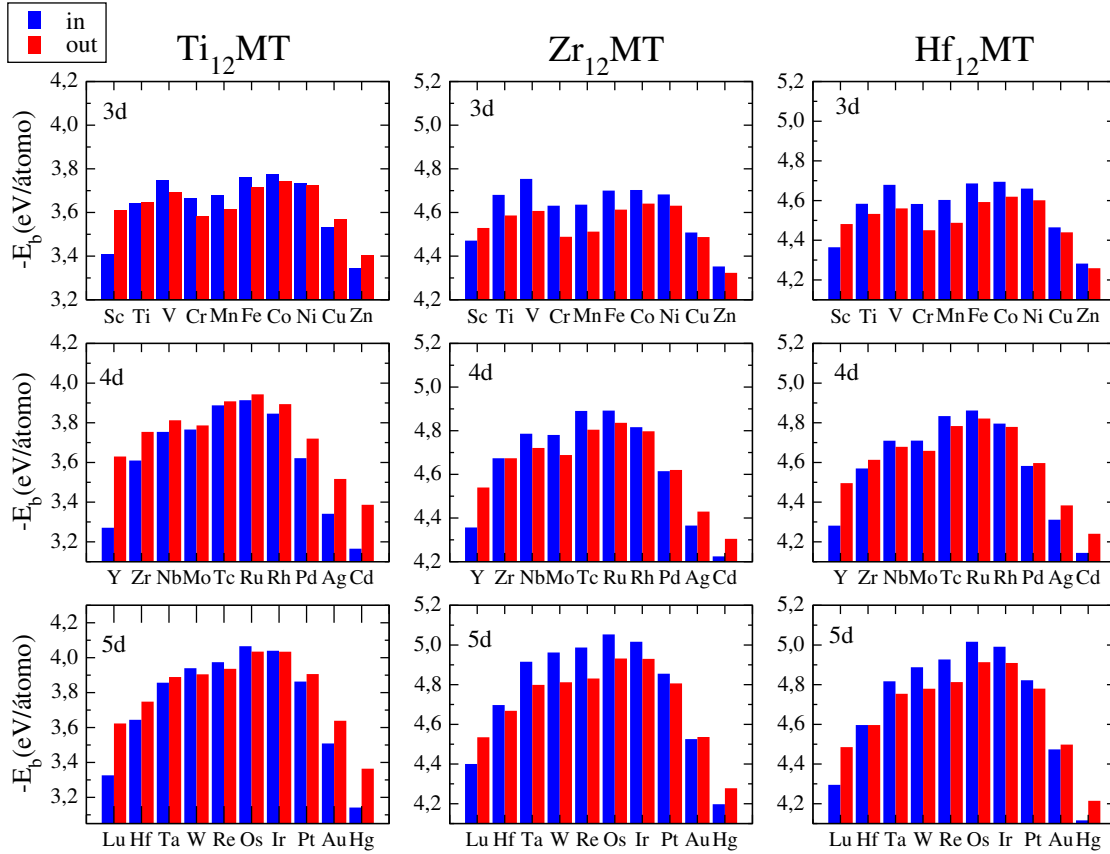 in
out
Ti12MT Zr12MT Hf12MT
-E_b(eV/átomo)
4,2
4,0
3,8
3,6
3,4
3,2
3d
Sc Ti V Cr Mn Fe Co Ni Cu Zn
5,2
5,0
4,8
4,6
4,4
4,2
3d
Sc Ti V Cr Mn Fe Co Ni Cu Zn
5,2
5,0
4,8
4,6
4,4
4,2
3d
Sc Ti V Cr Mn Fe Co Ni Cu Zn
-E_b(eV/átomo)
4,2
4,0
3,8
3,6
3,4
3,2
4d
Y Zr Nb Mo Tc Ru Rh Pd Ag Cd
5,2
5,0
4,8
4,6
4,4
4,2
4d
Y Zr Nb Mo Tc Ru Rh Pd Ag Cd
5,2
5,0
4,8
4,6
4,4
4,2
4d
Y Zr Nb Mo Tc Ru Rh Pd Ag Cd
-E_b(eV/átomo)
4,2
4,0
3,8
3,6
3,4
3,2
5d
Lu Hf Ta W Re Os Ir Pt Au Hg
5,2
5,0
4,8
4,6
4,4
4,2
5d
Lu Hf Ta W Re Os Ir Pt Au Hg
5,2
5,0
4,8
4,6
4,4
4,2
5d
Lu Hf Ta W Re Os Ir Pt Au Hg